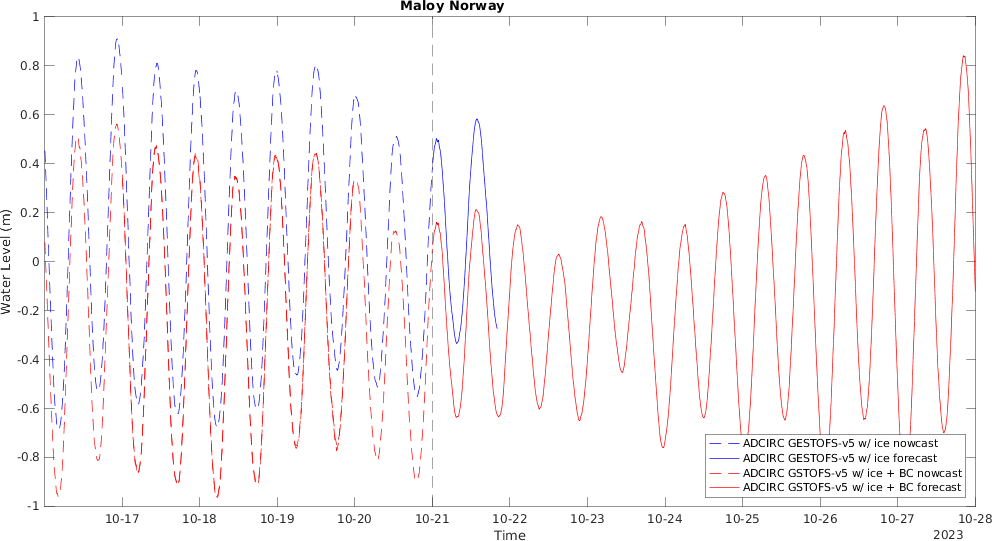 Maloy Norway
1
0.8
0.6
0.4
0.2
0
-0.2
-0.4
-0.6
-0.8
-1
Water Level (m)
ADCIRC GESTOFS-v5 w/ ice nowcast
ADCIRC GESTOFS-v5 w/ ice forecast
ADCIRC GSTOFS-v5 w/ ice + BC nowcast
ADCIRC GSTOFS-v5 w/ ice + BC forecast
10-17 10-18 10-19 10-20 10-21 10-22 10-23 10-24 10-25 10-26 10-27 10-28
Time
2023